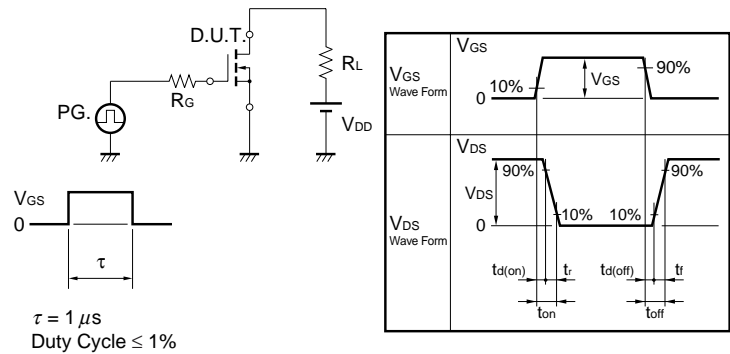 D.U.T.
RL
RG
PG.
VDD
VGS
0
τ
τ = 1 μs
Duty Cycle ≤ 1%
VGS
Wave Form
VGS
10%
VGS
90%
0
VDS
Wave Form
VDS
VDS
90%
90%
10%
10%
0
td(on)
tr
td(off)
tf
ton
toff